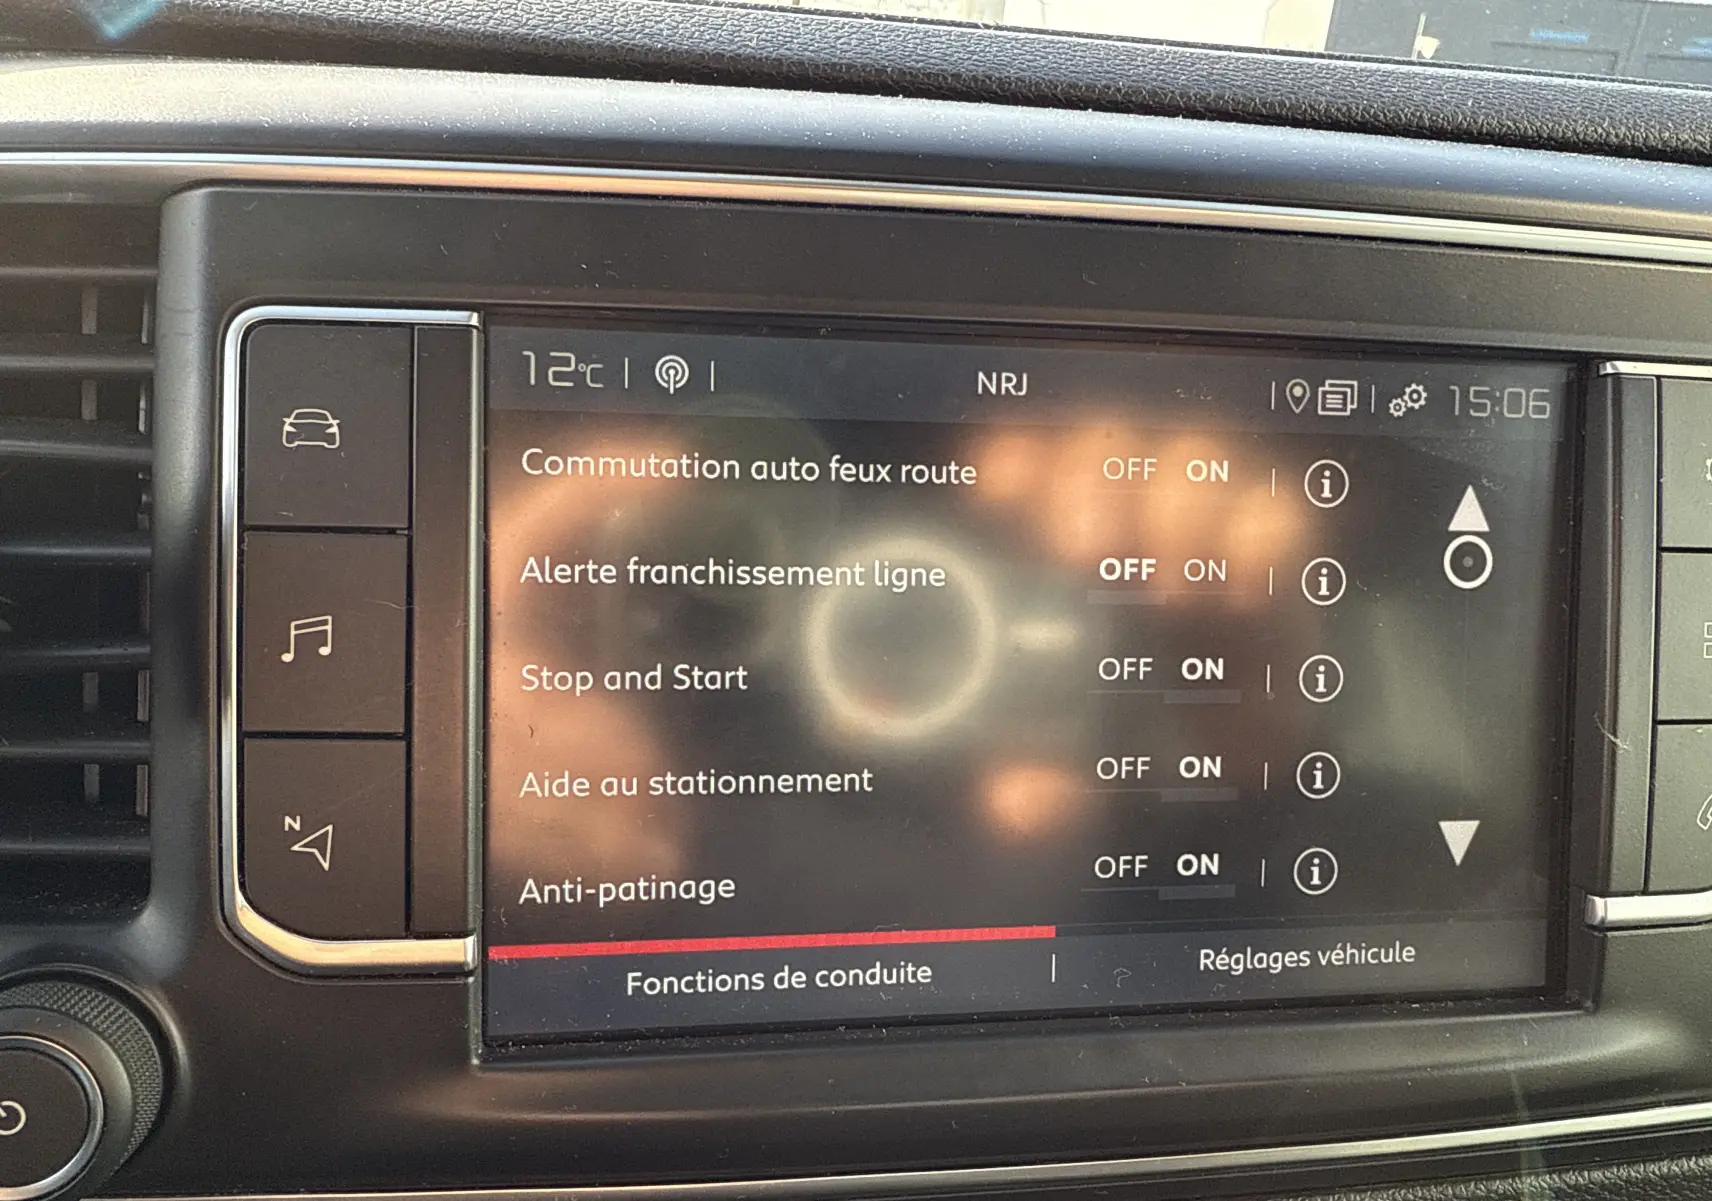 12°C NRJ 15:06
Commutation auto feux route OFF ON
Alerte franchissement ligne OFF ON
Stop and Start OFF ON
Aide au stationnement OFF ON
Anti-patinage OFF ON
Fonctions de conduite Réglages véhicule
N